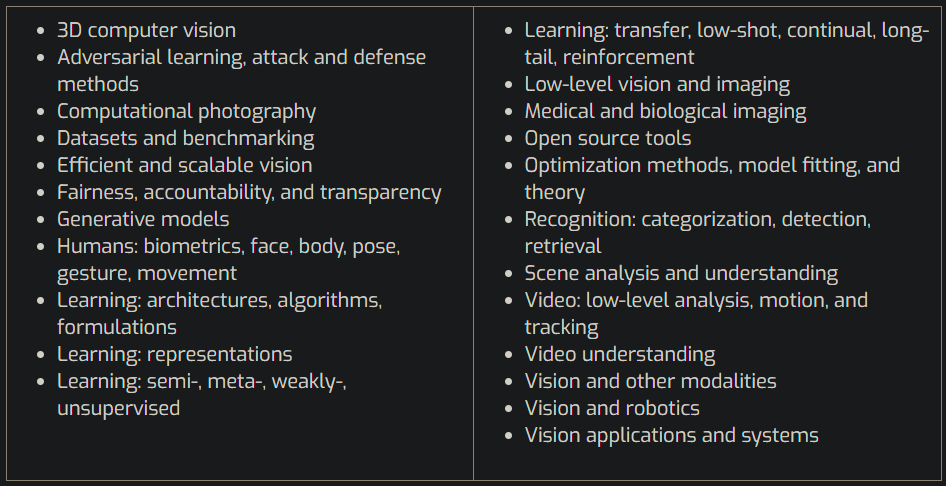 3D computer vision
Adversarial learning, attack and defense
methods
Computational photography
Datasets and benchmarking
Efficient and scalable vision
Fairness, accountability, and transparency
Generative models
Humans: biometrics, face, body, pose,
gesture, movement
Learning: architectures, algorithms,
formulations
Learning: representations
Learning: semi-, meta-, weakly-,
unsupervised
Learning: transfer, low-shot, continual, long-
tail, reinforcement
Low-level vision and imaging
Medical and biological imaging
Open source tools
Optimization methods, model fitting, and
theory
Recognition: categorization, detection,
retrieval
Scene analysis and understanding
Video: low-level analysis, motion, and
tracking
Video understanding
Vision and other modalities
Vision and robotics
Vision applications and systems